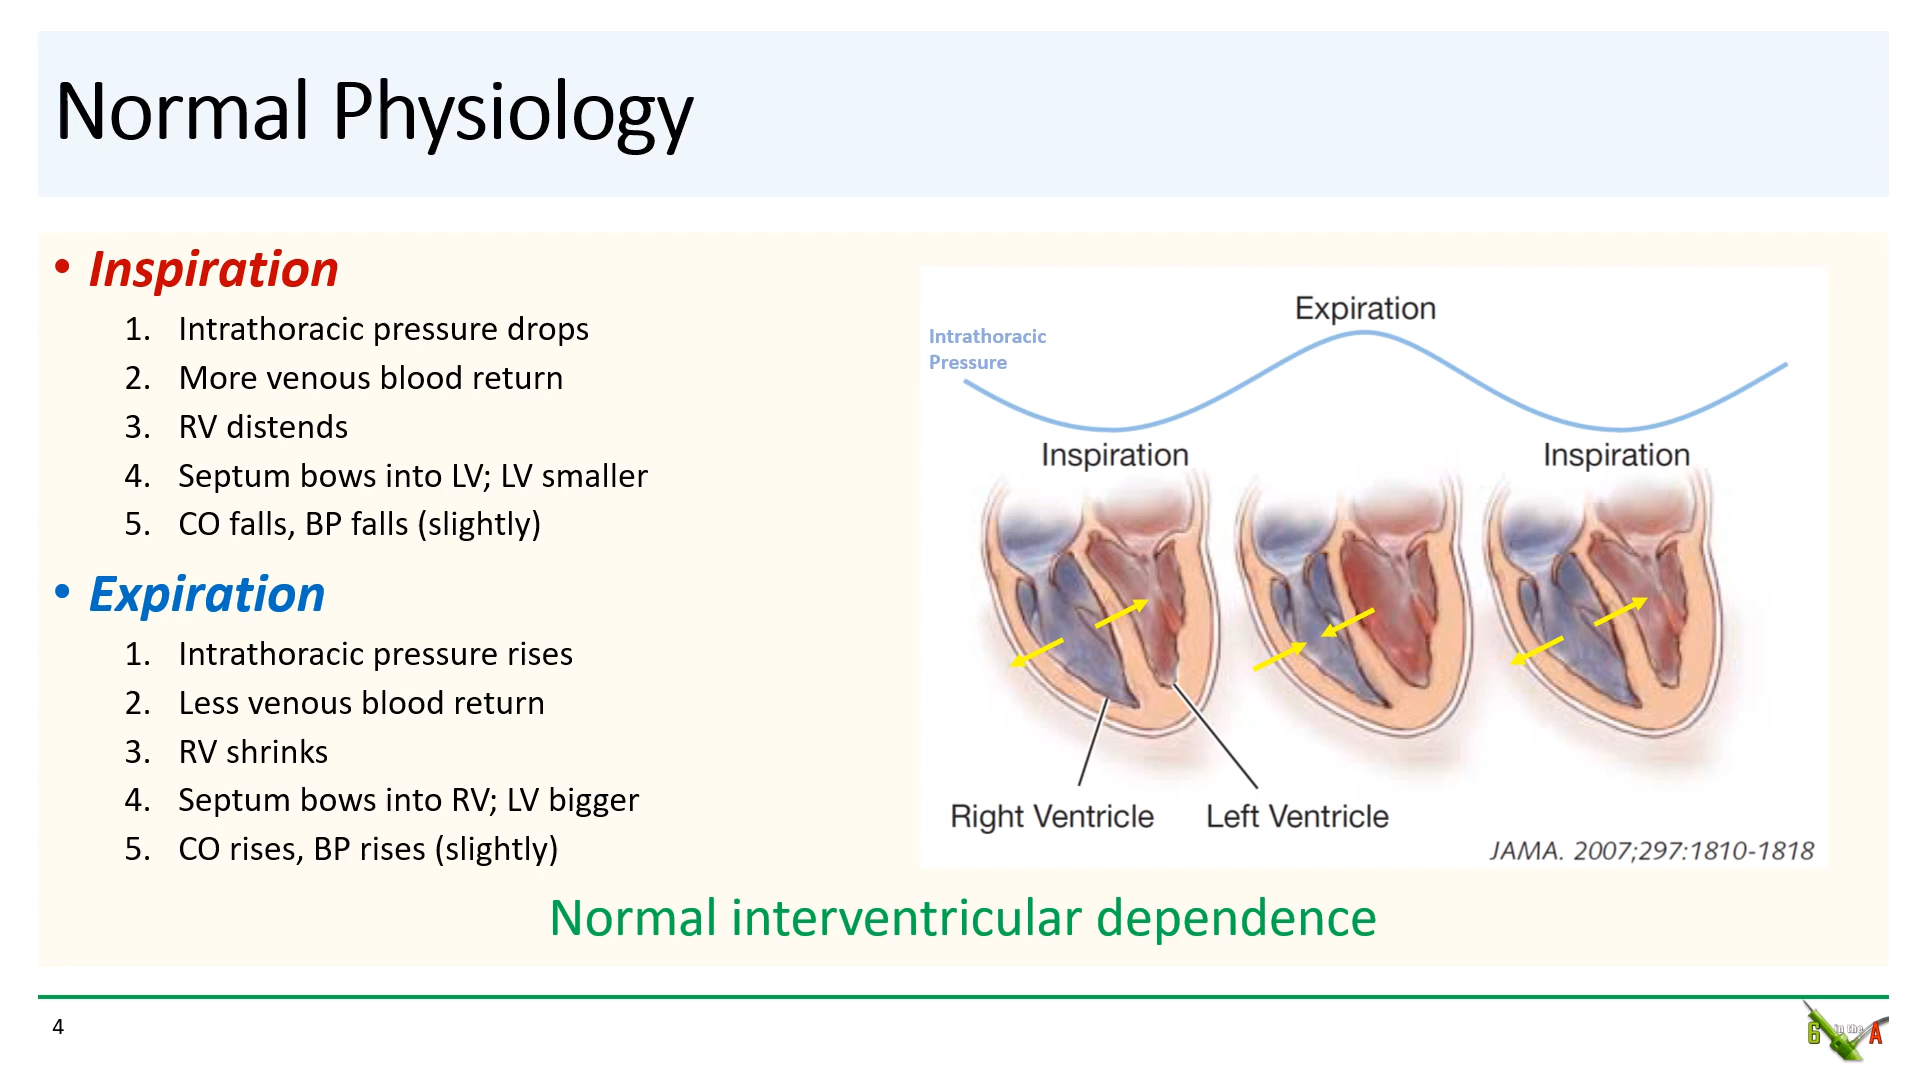 Normal Physiology
• Inspiration
1. Intrathoracic pressure drops
2. More venous blood return
3. RV distends
4. Septum bows into LV; LV smaller
5. CO falls, BP falls (slightly)
• Expiration
1. Intrathoracic pressure rises
2. Less venous blood return
3. RV shrinks
4. Septum bows into RV; LV bigger
5. CO rises, BP rises (slightly)
Expiration
Intrathoracic
Pressure
Inspiration
Inspiration
Right Ventricle
Left Ventricle
JAMA. 2007;297:1810-1818
Normal interventricular dependence
4
6 in the A